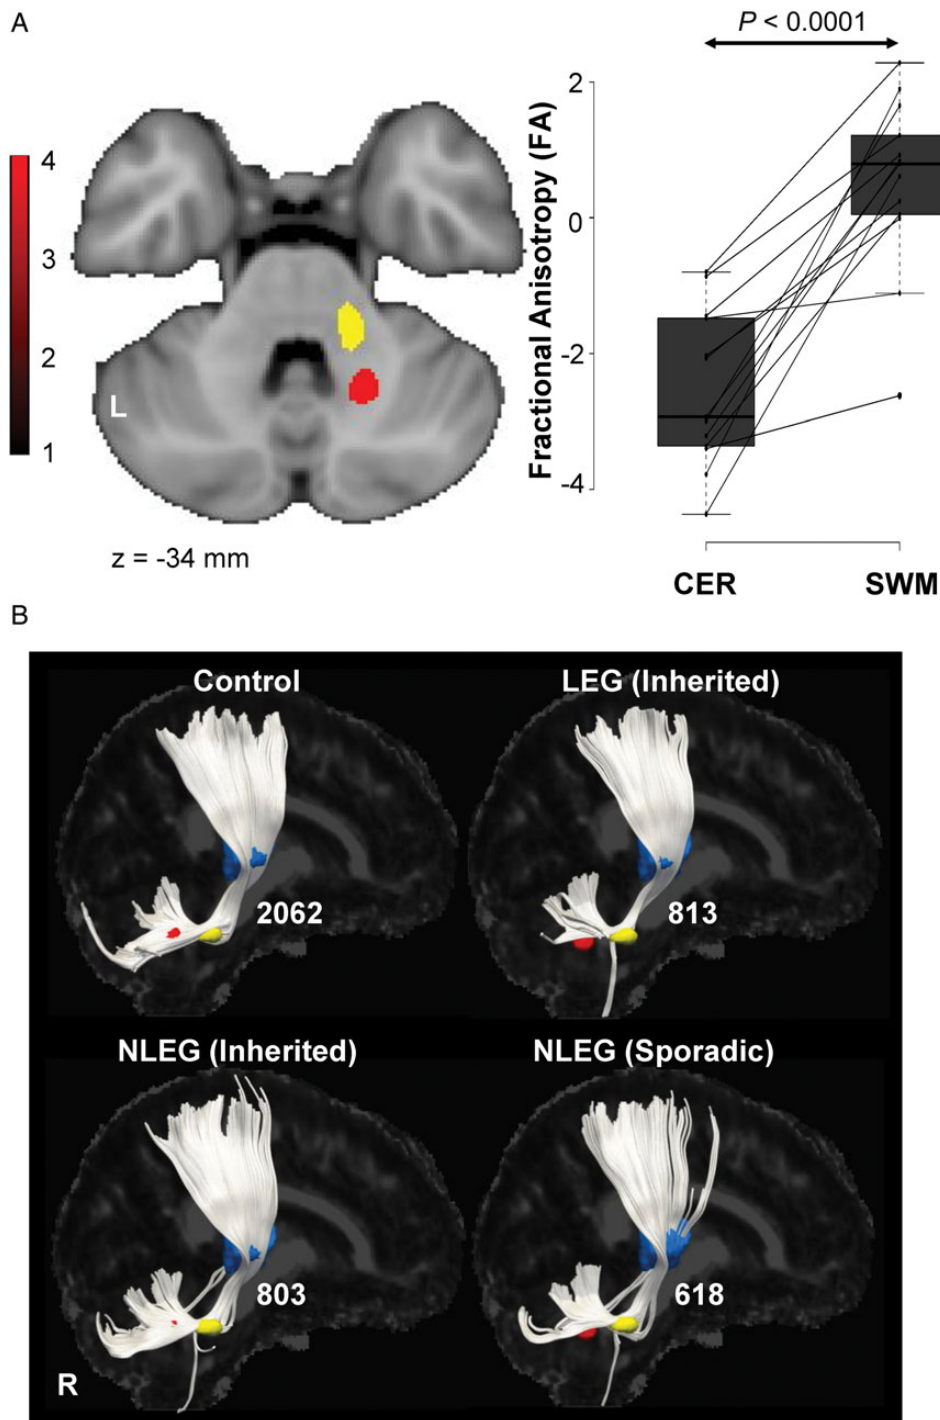 A
P < 0.0001
4
3
2
1
L
z = -34 mm
Fractional Anisotropy (FA)
2
0
-2
-4
CER
SWM
B
Control
LEG (Inherited)
2062
813
NLEG (Inherited)
NLEG (Sporadic)
803
618
R